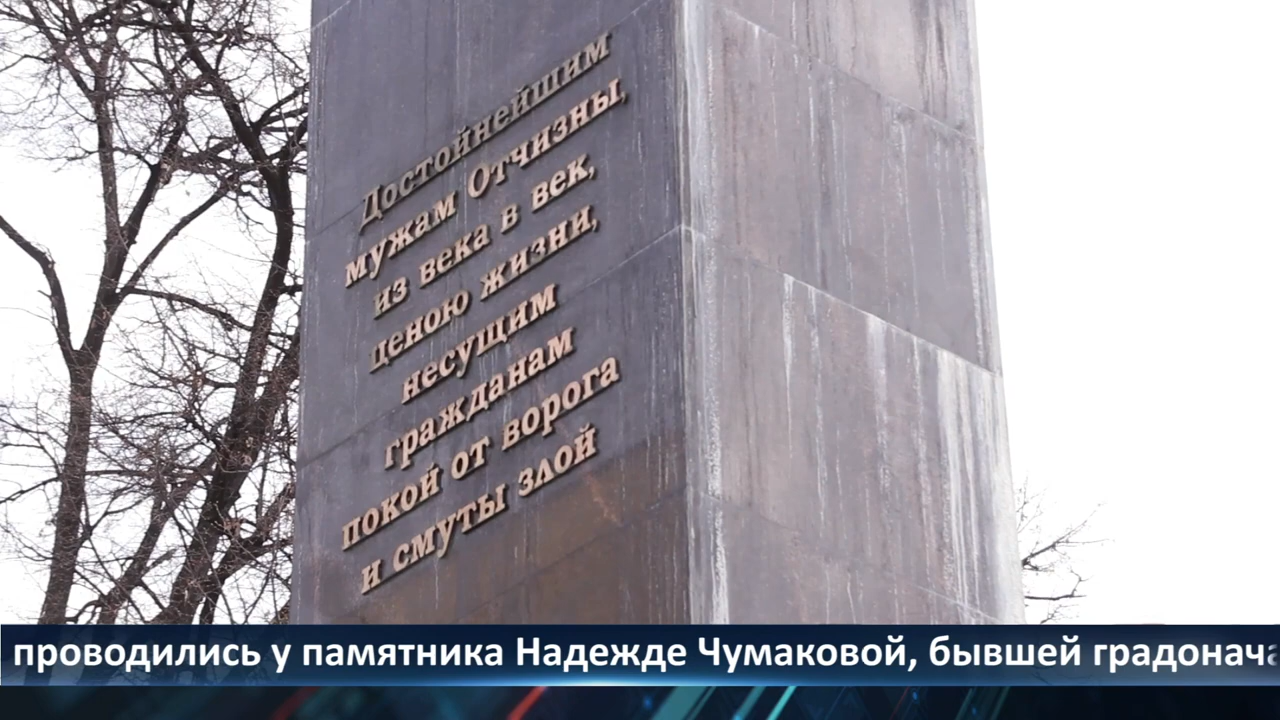 Достойнейшим
мужам Отчизны,
из века в век,
ценою жизни,
несущим
гражданам
покой от ворога
и смуты злой
проводились у памятника Надежде Чумаковой, бывшей градонача